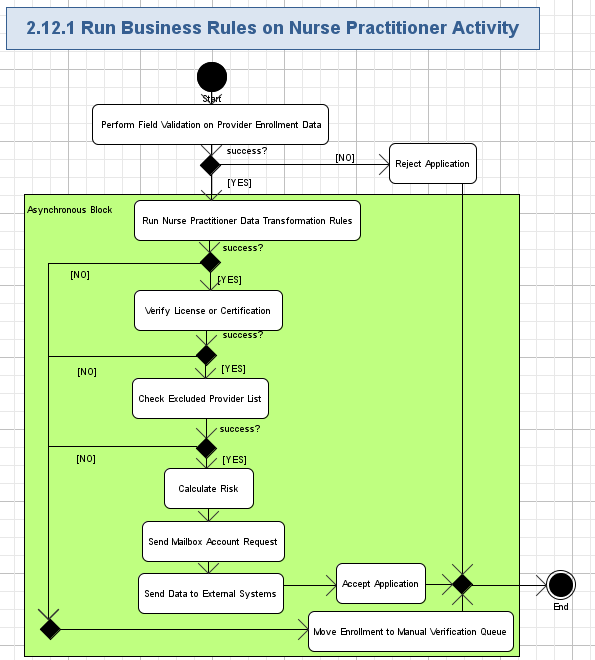 2.12.1 Run Business Rules on Nurse Practitioner Activity
Start
Perform Field Validation on Provider Enrollment Data
success?
[NO]
Reject Application
[YES]
Asynchronous Block
Run Nurse Practitioner Data Transformation Rules
success?
[NO]
[YES]
Verify License or Certification
success?
[NO]
[YES]
Check Excluded Provider List
success?
[NO]
[YES]
Calculate Risk
Send Mailbox Account Request
Send Data to External Systems
Accept Application
End
Move Enrollment to Manual Verification Queue